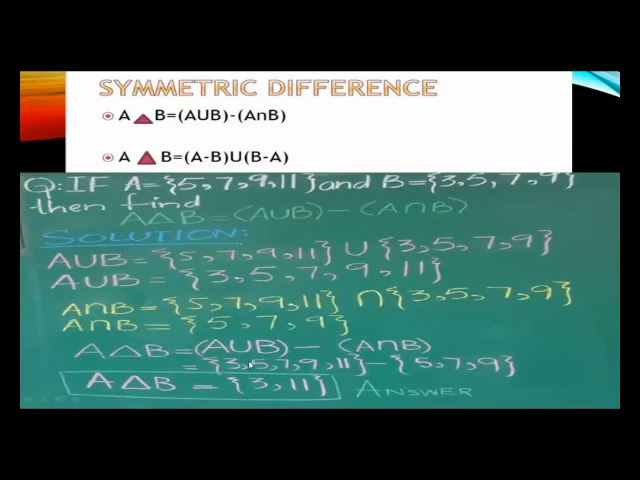 SYMMETRIC DIFFERENCE
A ▲ B=(AUB)-(AnB)
A ▲ B=(A-B)U(B-A)
Q: IF A={5,7,9,11} and B={3,5,7,9}
then find A△B=(AUB)-(A∩B)
SOLUTION:
AUB={5,7,9,11} U {3,5,7,9}
AUB={3,5,7,9,11}
A∩B={5,7,9,11} ∩ {3,5,7,9}
A∩B={5,7,9}
A△B=(AUB)-(A∩B)
={3,5,7,9,11}-{5,7,9}
A△B={3,11} ANSWER